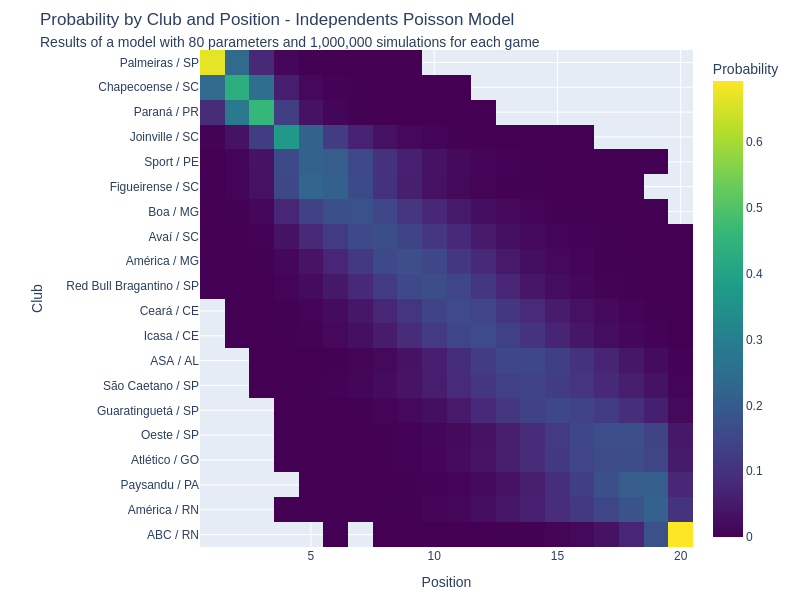 Probability by Club and Position - Independents Poisson Model
Results of a model with 80 parameters and 1,000,000 simulations for each game
Probability
Palmeiras / SP
Chapecoense / SC
Paraná / PR
Joinville / SC
Sport / PE
Figueirense / SC
Boa / MG
Avaí / SC
América / MG
Red Bull Bragantino / SP
Ceará / CE
Icasa / CE
ASA / AL
São Caetano / SP
Guaratinguetá / SP
Oeste / SP
Atlético / GO
Paysandu / PA
América / RN
ABC / RN
Club
5
10
15
20
Position
0.6
0.5
0.4
0.3
0.2
0.1
0